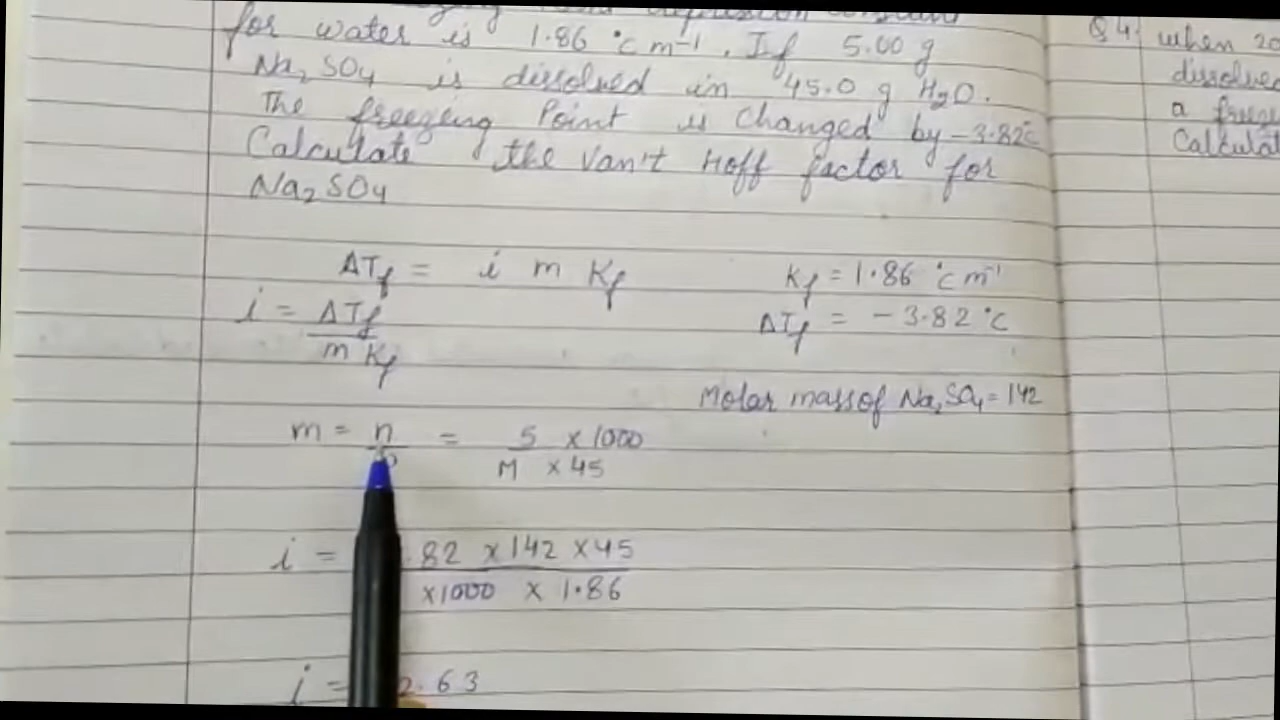 for water is 1.86 °C m⁻¹. If 5.00 g
Na₂SO₄ is dissolved in 45.0 g H₂O.
The freezing Point is changed by -3.82°C
Calculate the Van't Hoff factor for
Na₂SO₄
ΔTf = i m Kf
Kf = 1.86 °C m⁻¹
i = ΔTf / m Kf
ΔTf = -3.82 °C
Molar mass of Na₂SO₄ = 142
m = n = 5 × 1000 / M × 45
i = .82 × 142 × 45 / × 1000 × 1.86
i = 2.63
Q4 when 20
dissolve
a freez
Calculat